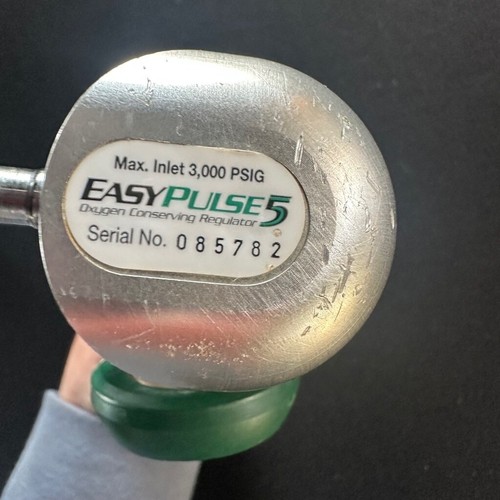 Max. Inlet 3,000 PSIG
EASYPULSE5
Oxygen Conserving Regulator
Serial No. 085782